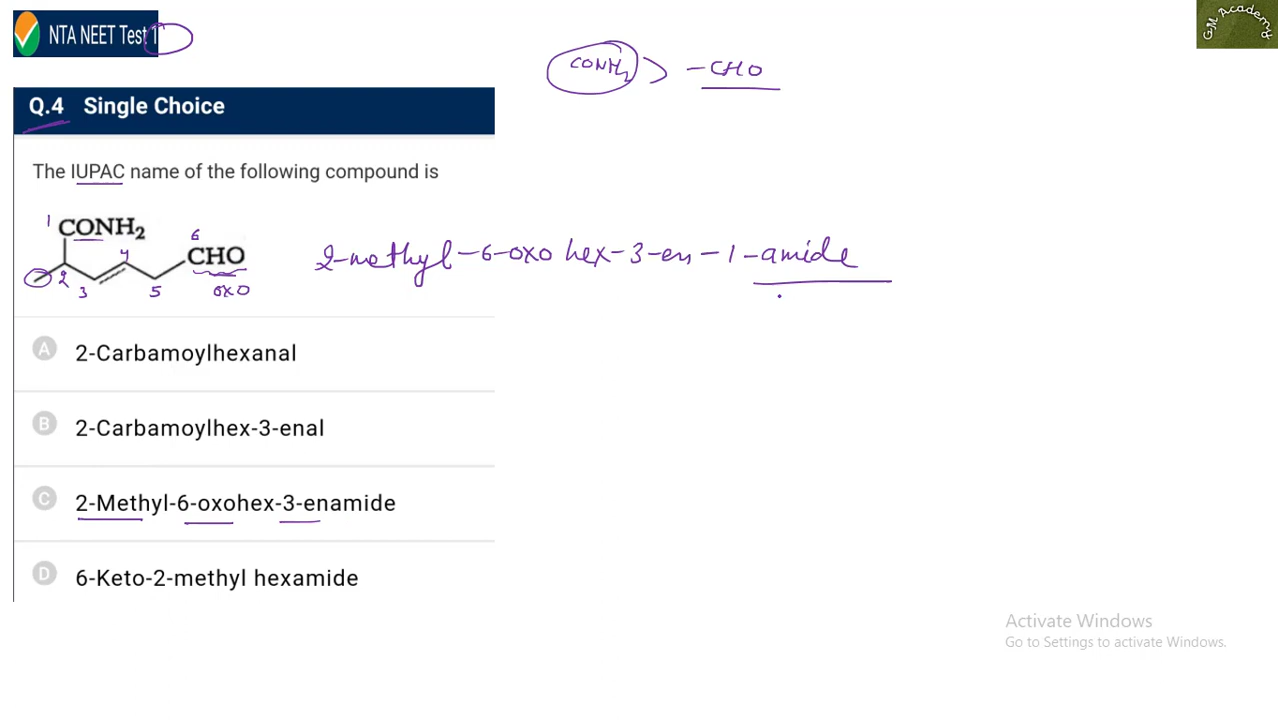 NTA NEET Test 1
GM Academy
CONH₂ > -CHO
Q.4 Single Choice
The IUPAC name of the following compound is
1 CONH₂
6
CHO
4
2
3
5
oxo
2-methyl-6-oxo hex-3-en-1-amide
A 2-Carbamoylhexanal
B 2-Carbamoylhex-3-enal
C 2-Methyl-6-oxohex-3-enamide
D 6-Keto-2-methyl hexamide
Activate Windows
Go to Settings to activate Windows.